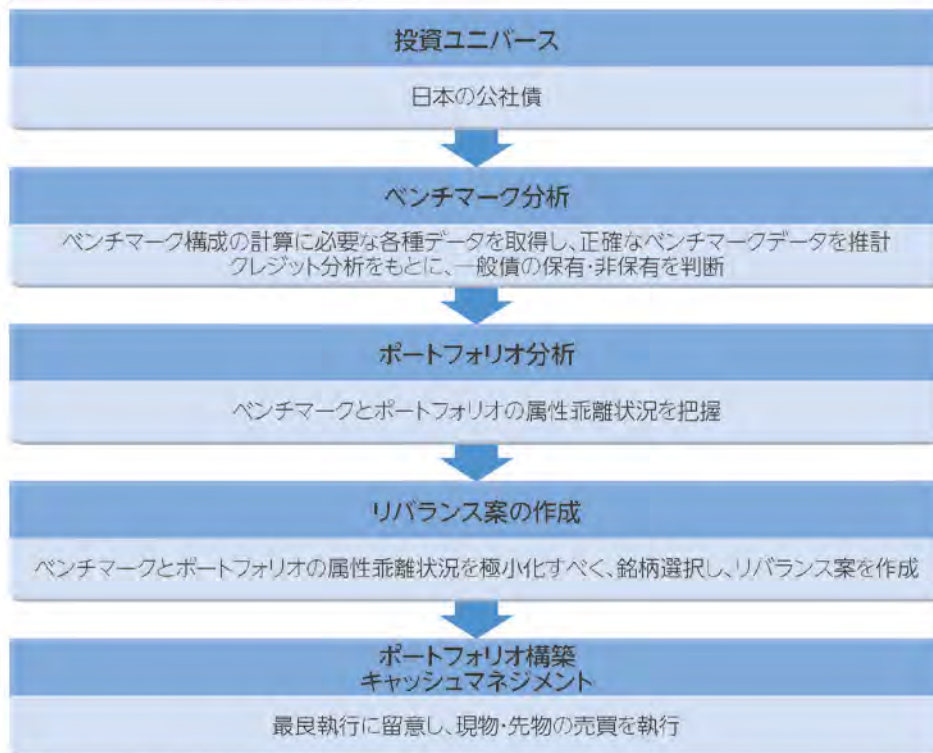 投資ユニバース
日本の公社債
ベンチマーク分析
ベンチマーク構成の計算に必要な各種データを取得し、正確なベンチマークデータを推計
クレジット分析をもとに、一般債の保有・非保有を判断
ポートフォリオ分析
ベンチマークとポートフォリオの属性乖離状況を把握
リバランス案の作成
ベンチマークとポートフォリオの属性乖離状況を極小化すべく、銘柄選択し、リバランス案を作成
ポートフォリオ構築
キャッシュマネジメント
最良執行に留意し、現物・先物の売買を執行